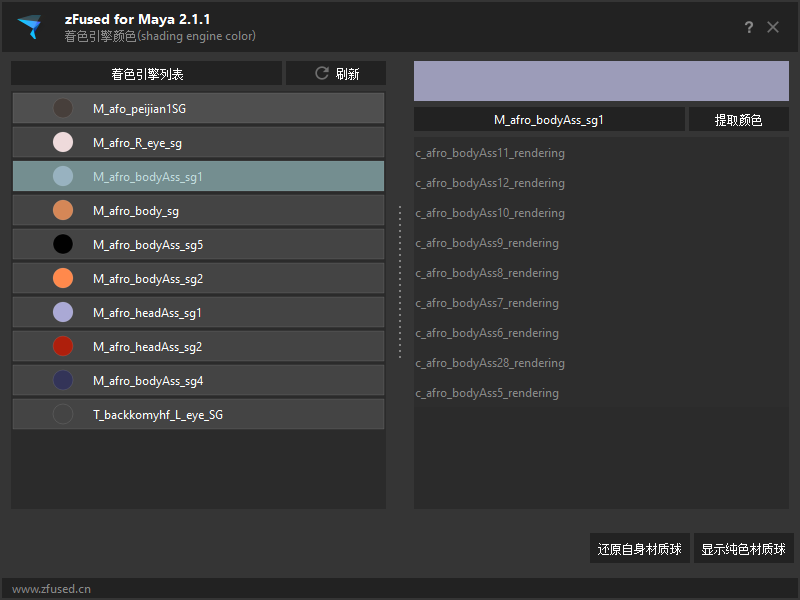 zFused for Maya 2.1.1
着色引擎颜色(shading engine color)
?
着色引擎列表
刷新
M_afo_peijian1SG
M_afro_R_eye_sg
M_afro_bodyAss_sg1
M_afro_body_sg
M_afro_bodyAss_sg5
M_afro_bodyAss_sg2
M_afro_headAss_sg1
M_afro_headAss_sg2
M_afro_bodyAss_sg4
T_backkomyhf_L_eye_SG
M_afro_bodyAss_sg1
提取颜色
c_afro_bodyAss11_rendering
c_afro_bodyAss12_rendering
c_afro_bodyAss10_rendering
c_afro_bodyAss9_rendering
c_afro_bodyAss8_rendering
c_afro_bodyAss7_rendering
c_afro_bodyAss6_rendering
c_afro_bodyAss28_rendering
c_afro_bodyAss5_rendering
还原自身材质球
显示纯色材质球
www.zfused.cn